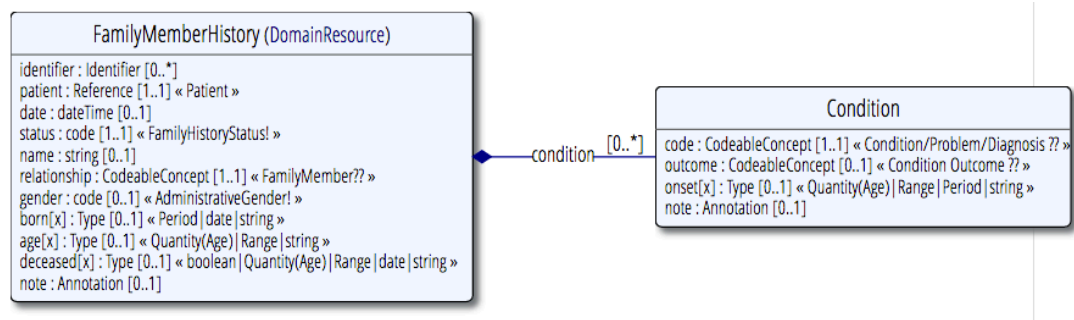 FamilyMemberHistory (DomainResource)
identifier : Identifier [0..*]
patient : Reference [1..1] « Patient »
date : dateTime [0..1]
status : code [1..1] « FamilyHistoryStatus! »
name : string [0..1]
relationship : CodeableConcept [1..1] « FamilyMember?? »
gender : code [0..1] « AdministrativeGender! »
born[x] : Type [0..1] « Period|date|string »
age[x] : Type [0..1] « Quantity(Age)|Range|string »
deceased[x] : Type [0..1] « boolean|Quantity(Age)|Range|date|string »
note : Annotation [0..1]
condition
[0..*]
Condition
code : CodeableConcept [1..1] « Condition/Problem/Diagnosis ?? »
outcome : CodeableConcept [0..1] « Condition Outcome ?? »
onset[x] : Type [0..1] « Quantity(Age)|Range|Period|string »
note : Annotation [0..1]